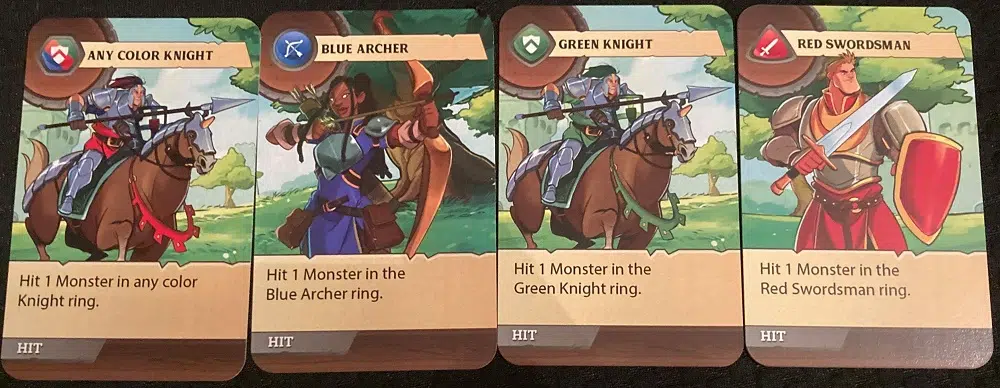 ANY COLOR KNIGHT
Hit 1 Monster in any color
Knight ring.
HIT
BLUE ARCHER
Hit 1 Monster in the
Blue Archer ring.
HIT
GREEN KNIGHT
Hit 1 Monster in the
Green Knight ring.
HIT
RED SWORDSMAN
Hit 1 Monster in the
Red Swordsman ring.
HIT